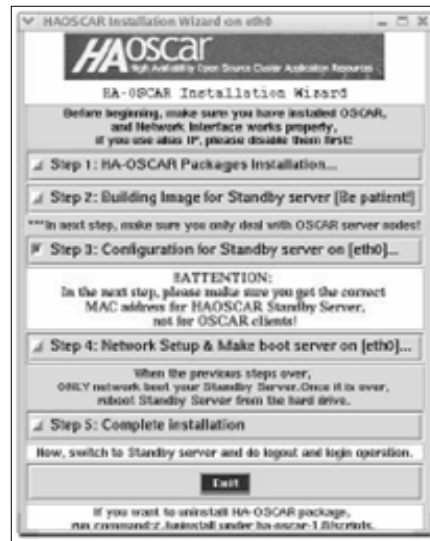 HAOSCAR Installation Wizard on eth0
HAOSCAR
High Availability Open Source Cluster Application Resources
HA-OSCAR Installation Wizard
Before beginning, make sure you have installed OSCAR,
and Network Interface works properly,
if you use alias IP, please disable them first!
Step 1: HA-OSCAR Packages Installation...
Step 2: Building Image for Standby server [Be patient!]
***In next step, make sure you only deal with OSCAR server nodes!
Step 3: Configuration for Standby server on [eth0]...
!ATTENTION:
In the next step, please make sure you get the correct
MAC address for HAOSCAR Standby Server,
not for OSCAR clients!
Step 4: Network Setup & Make boot server on [eth0]...
When the previous steps over,
ONLY network boot your Standby Server.Once it is over,
reboot Standby Server from the hard drive.
Step 5: Complete installation
Now, switch to Standby server and do logout and login operation.
Exit
If you want to uninstall HA-OSCAR package,
run command:./uninstall under ha-oscar-1.0/scripts.